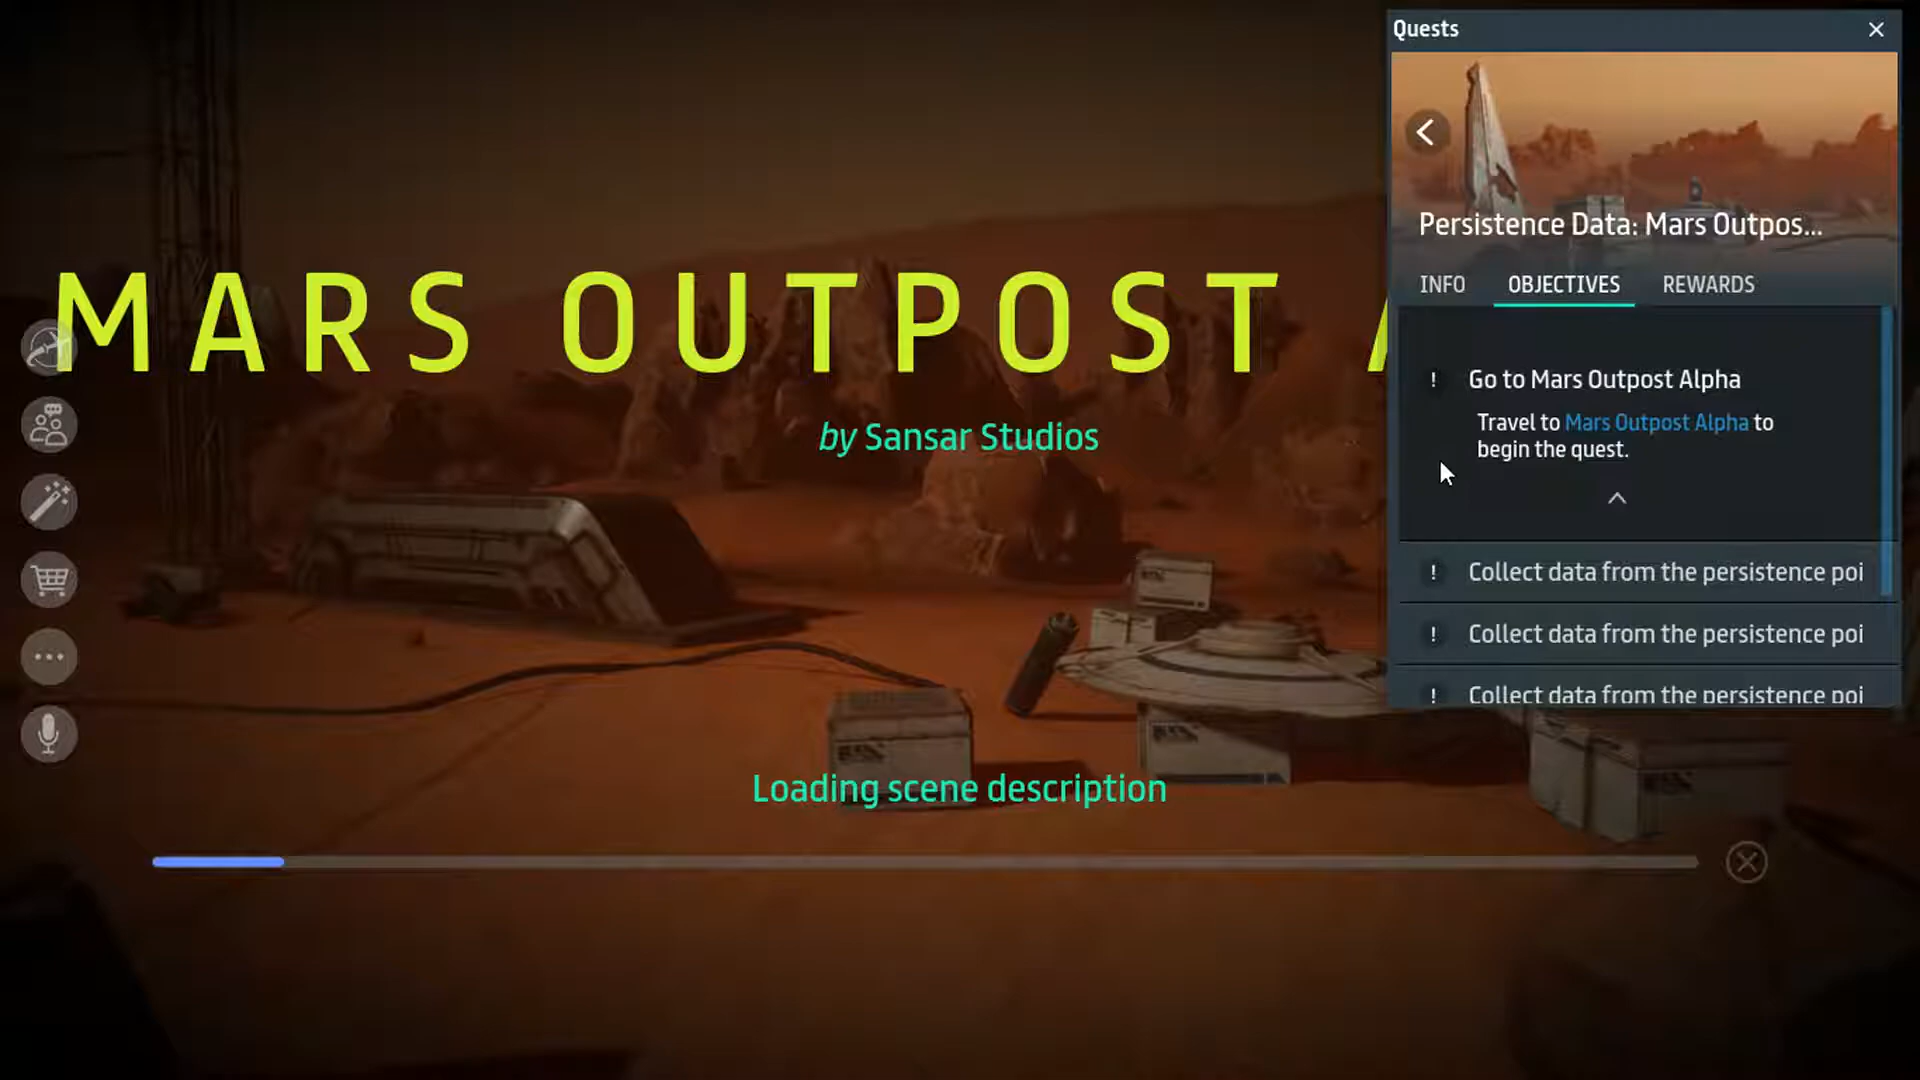 Quests
Persistence Data: Mars Outpos...
INFO OBJECTIVES REWARDS
Go to Mars Outpost Alpha
Travel to Mars Outpost Alpha to
begin the quest.
Collect data from the persistence poi
Collect data from the persistence poi
Collect data from the persistence poi
MARS OUTPOST
by Sansar Studios
Loading scene description